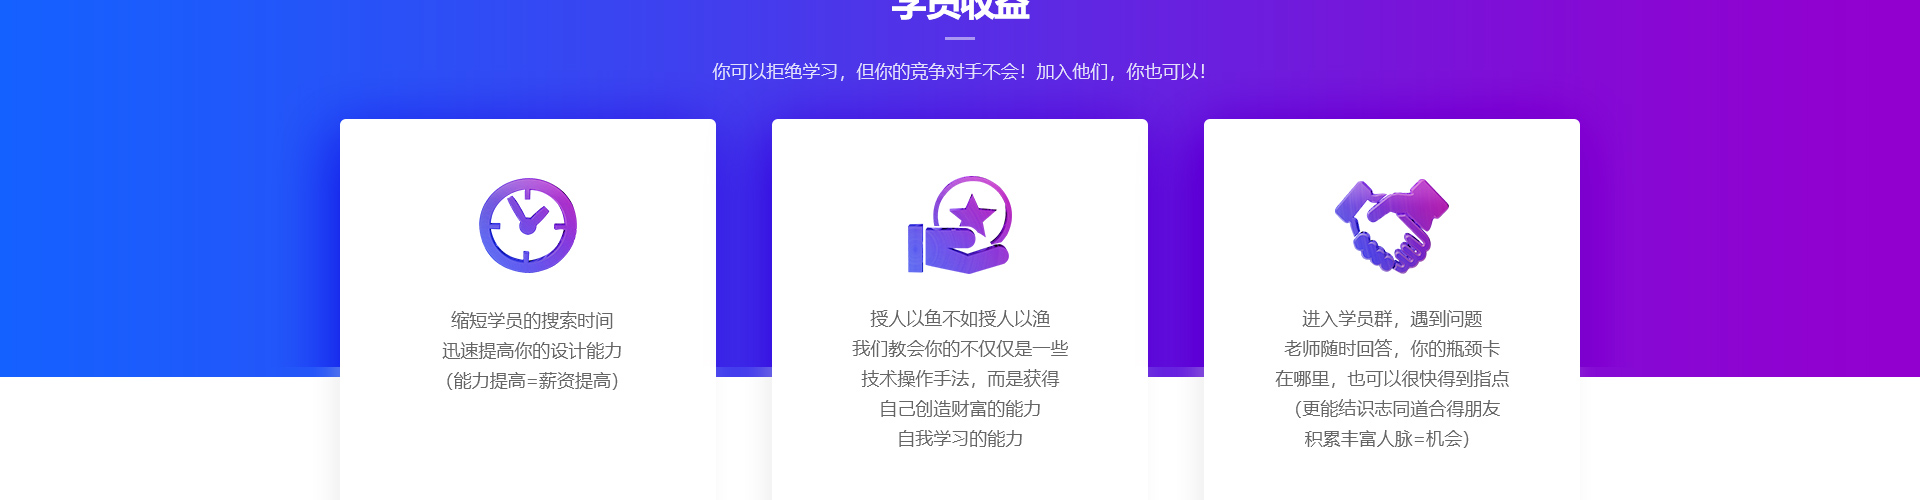 学员收益
你可以拒绝学习，但你的竞争对手不会！加入他们，你也可以！
缩短学员的搜索时间
迅速提高你的设计能力
（能力提高=薪资提高）
授人以鱼不如授人以渔
我们教会你的不仅仅是一些
技术操作手法，而是获得
自己创造财富的能力
自我学习的能力
进入学员群，遇到问题
老师随时回答，你的瓶颈卡
在哪里，也可以很快得到指点
（更能结识志同道合得朋友
积累丰富人脉=机会）